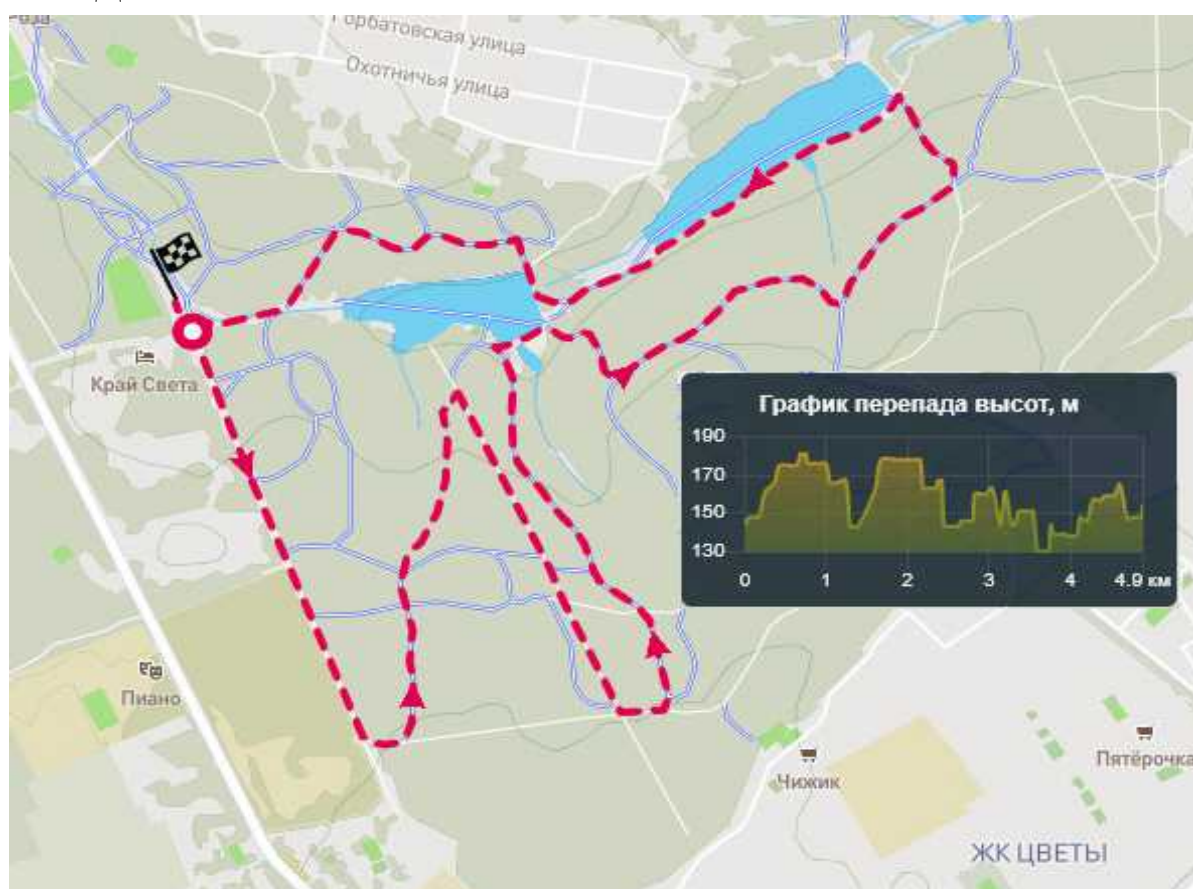 Горбатовская улица
Охотничья улица
Край Света
График перепада высот, м
190
170
150
130
0 1 2 3 4 4.9 км
Пиано
Чижик
Пятёрочка
ЖК ЦВЕТЫ